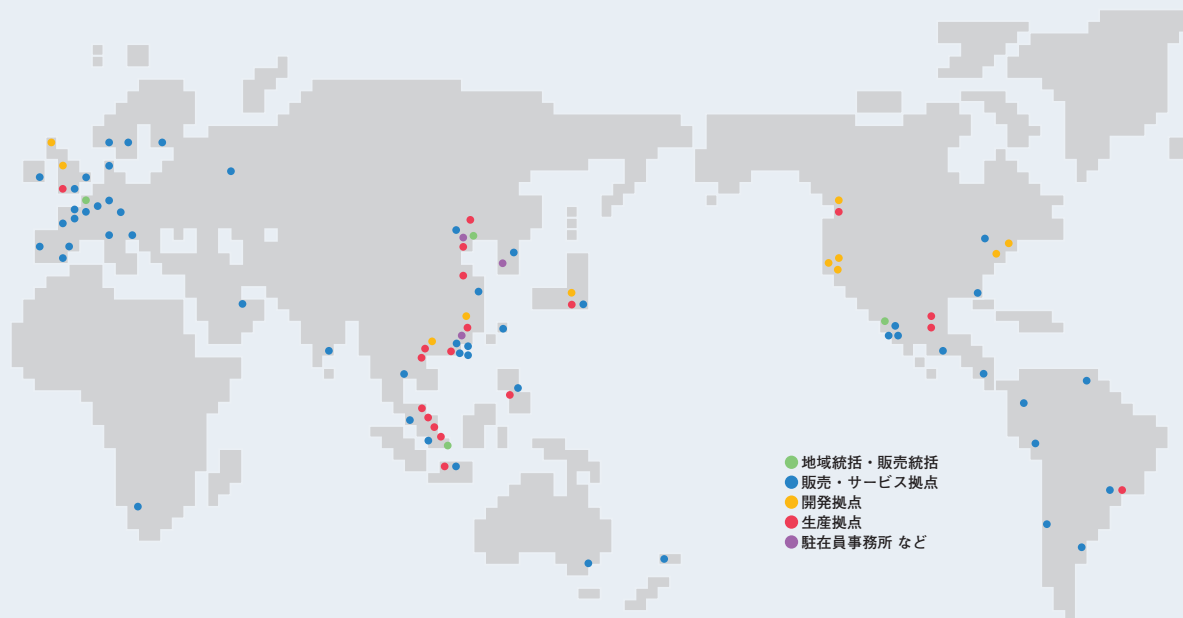 地域統括・販売統括
販売・サービス拠点
開発拠点
生産拠点
駐在員事務所 など